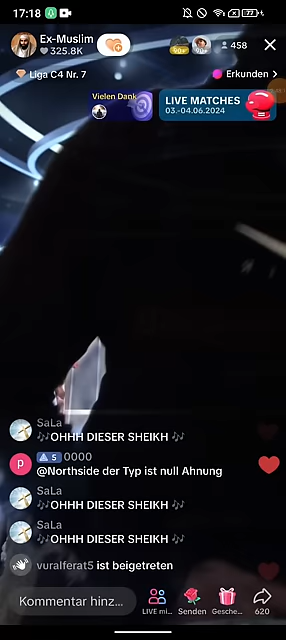 17:18
77
Ex-Muslim
325.8K
458
Liga C4 Nr. 7
Erkunden >
Vielen Dank
LIVE MATCHES
03.-04.06.2024
SaLa
🎶OHHH DIESER SHEIKH 🎶
P
5 0000
@Northside der Typ ist null Ahnung
SaLa
🎶OHHH DIESER SHEIKH 🎶
SaLa
🎶OHHH DIESER SHEIKH 🎶
vuralferat5 ist beigetreten
Kommentar hinz...
LIVE mi...
Senden
Gesche...
620